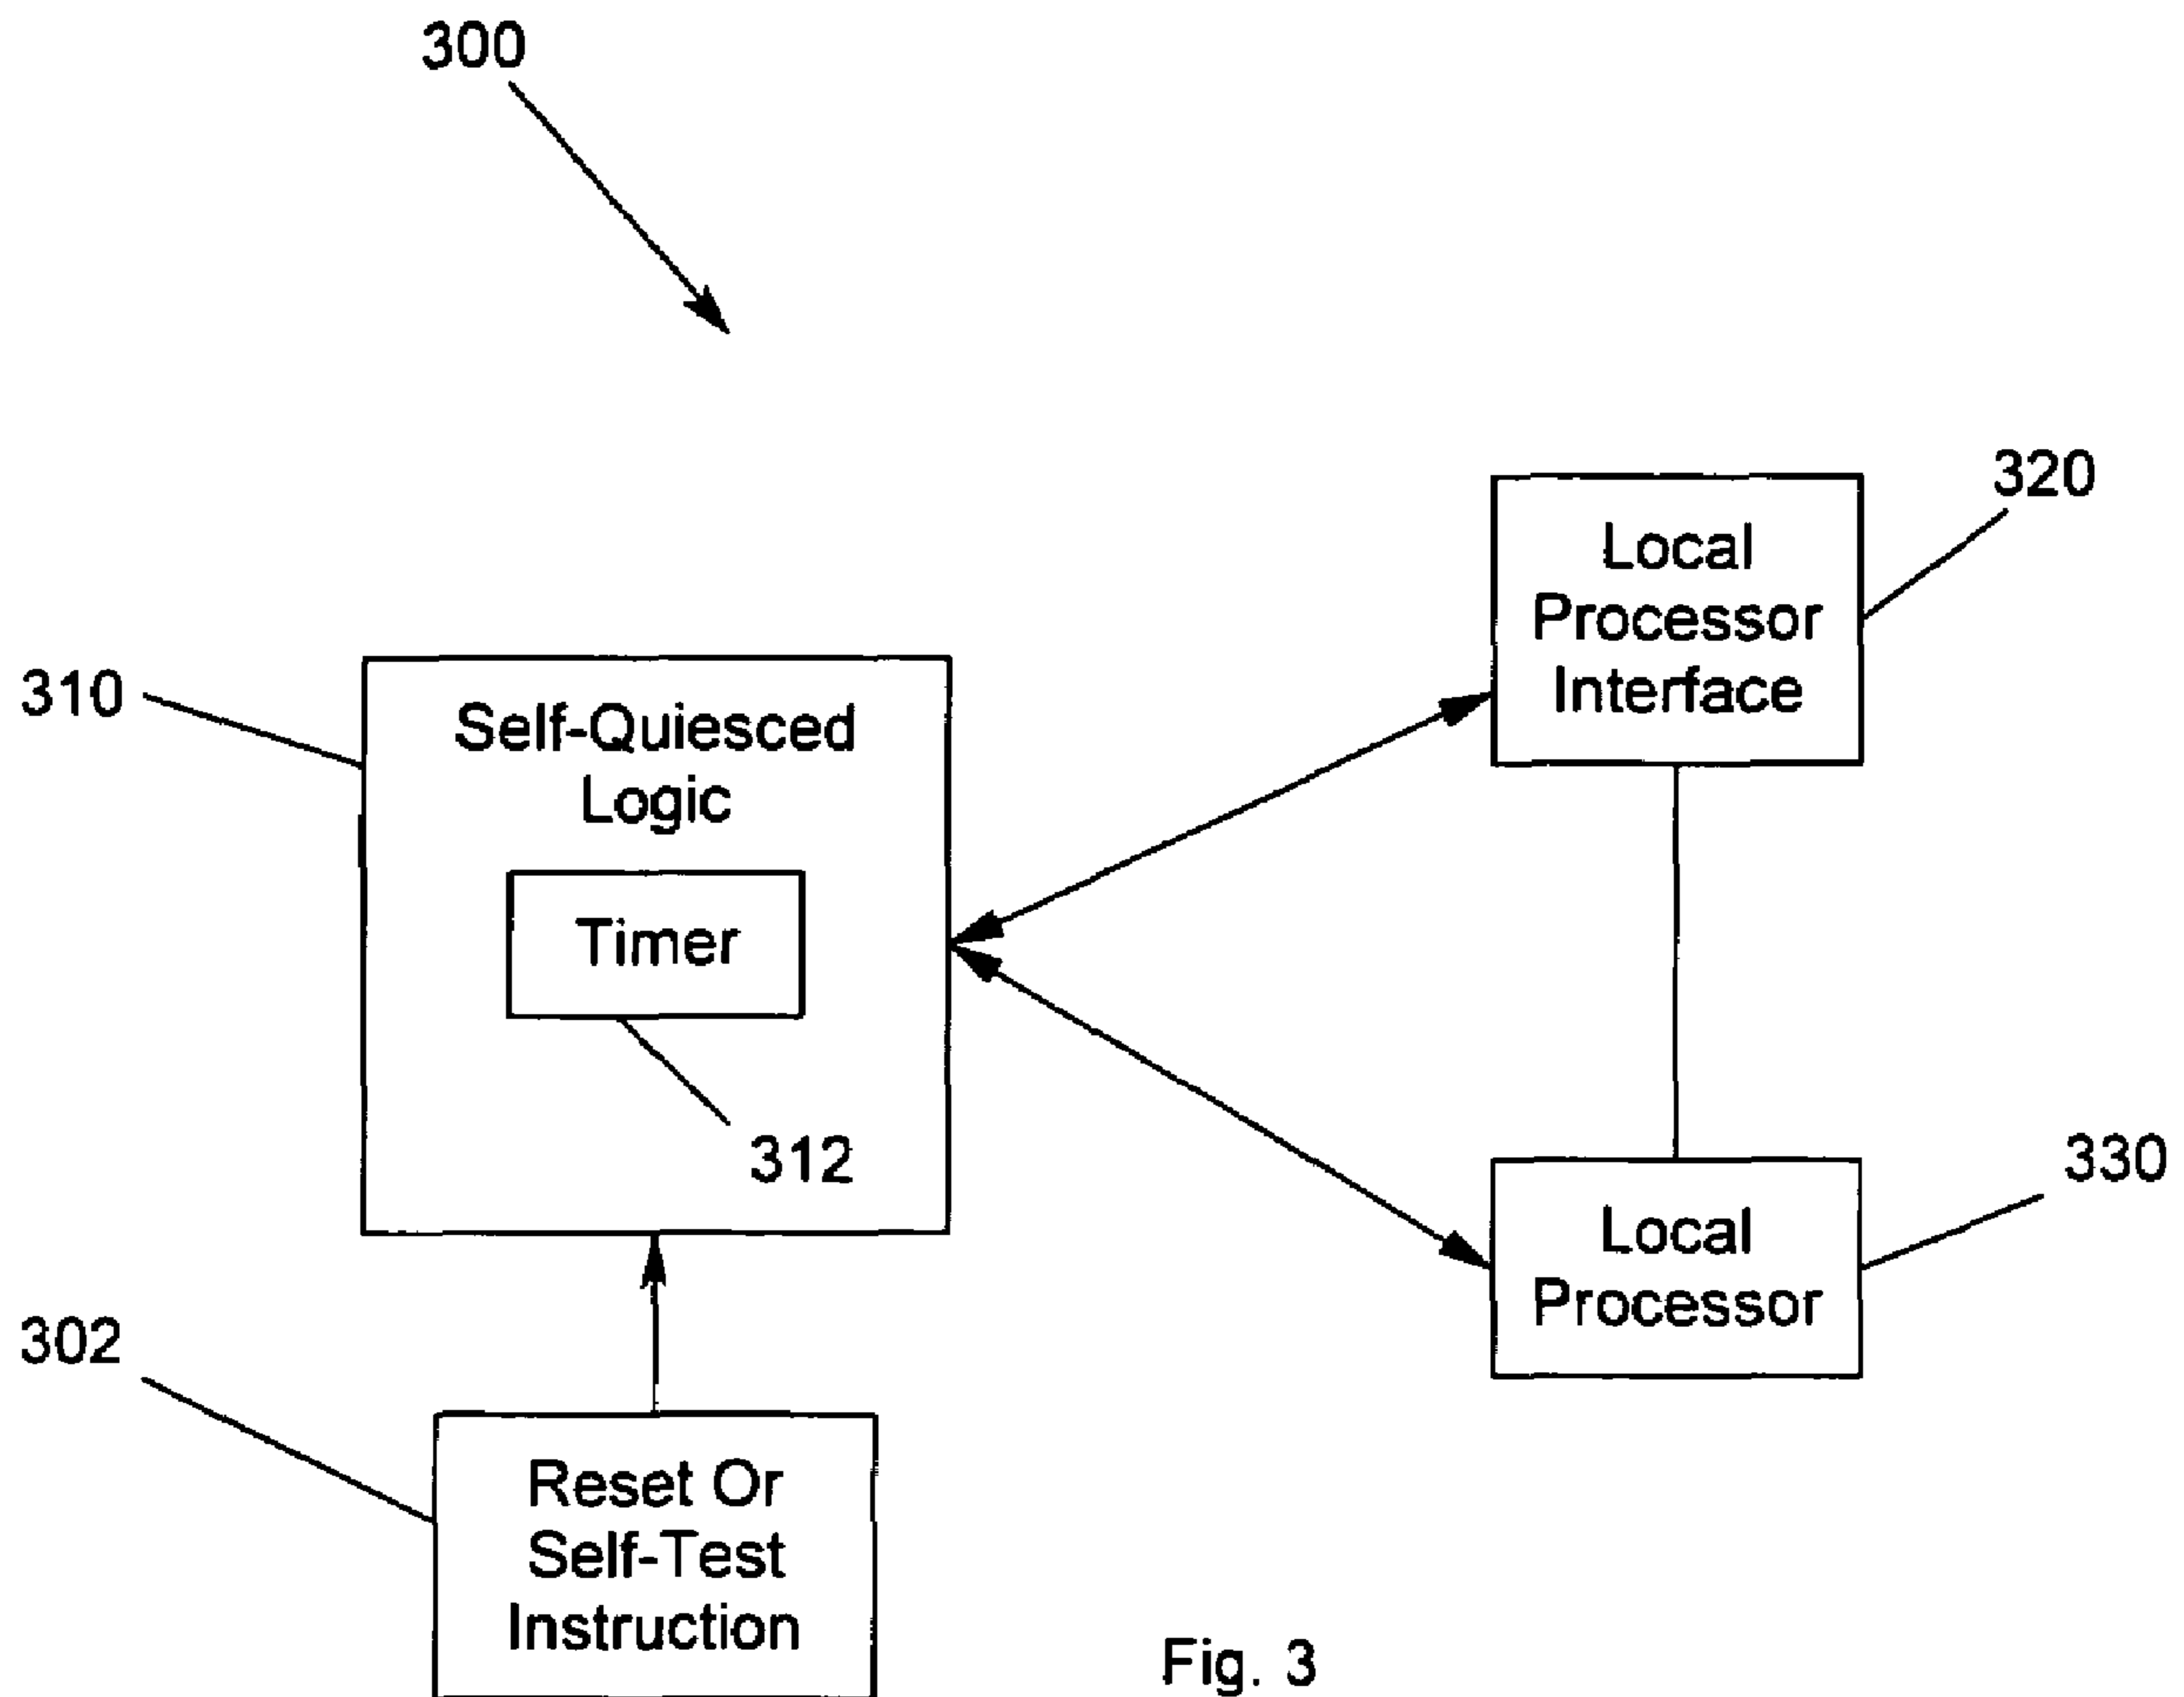 300
320
Local
Processor
Interface
310
Self-Quiesced
Logic
Timer
312
330
Local
Processor
302
Reset Or
Self-Test
Instruction
Fig. 3